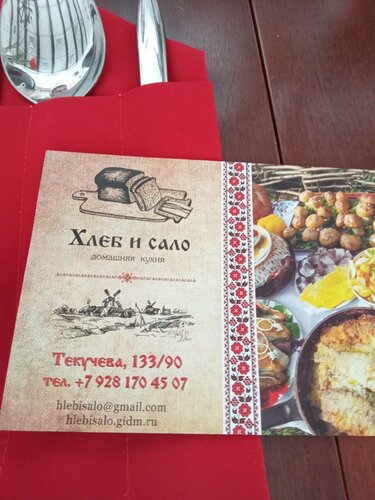 Хлеб и сало
домашняя кухня
Текучева, 133/90
тел. +7 928 170 45 07
hlebisalo@gmail.com
hlebisalo.gidm.ru